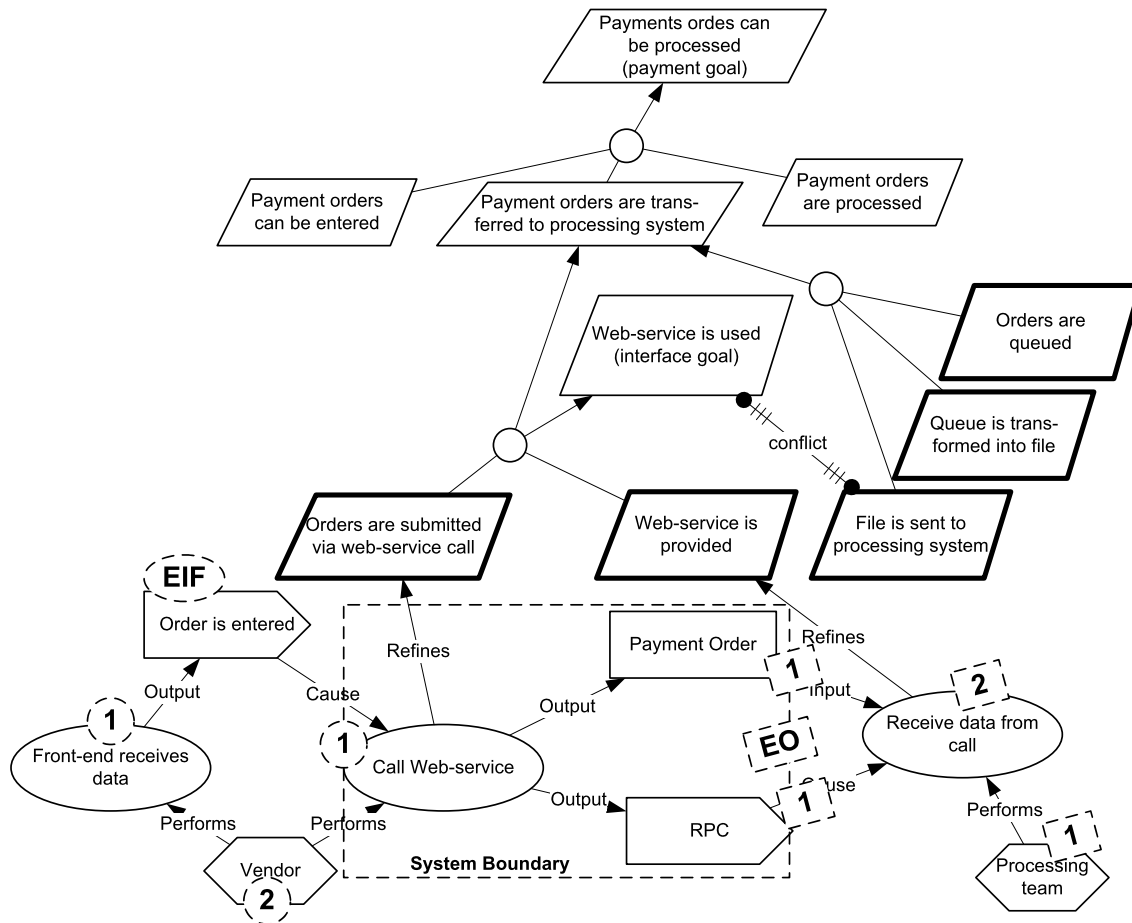 Payments ordes can
be processed
(payment goal)
Payment orders
can be entered
Payment orders are trans-
ferred to processing system
Payment orders
are processed
Web-service is used
(interface goal)
Orders are
queued
Queue is trans-
formed into file
conflict
Orders are submitted
via web-service call
Web-service is
provided
File is sent to
processing system
EIF
Order is entered
Refines
Payment Order
Refines
Output
Cause
Output
1
Input
2
1
Front-end receives
data
1
Call Web-service
EO
Receive data from
call
Output
1
Cause
Performs
Performs
RPC
Performs
1
Vendor
2
System Boundary
Processing
team